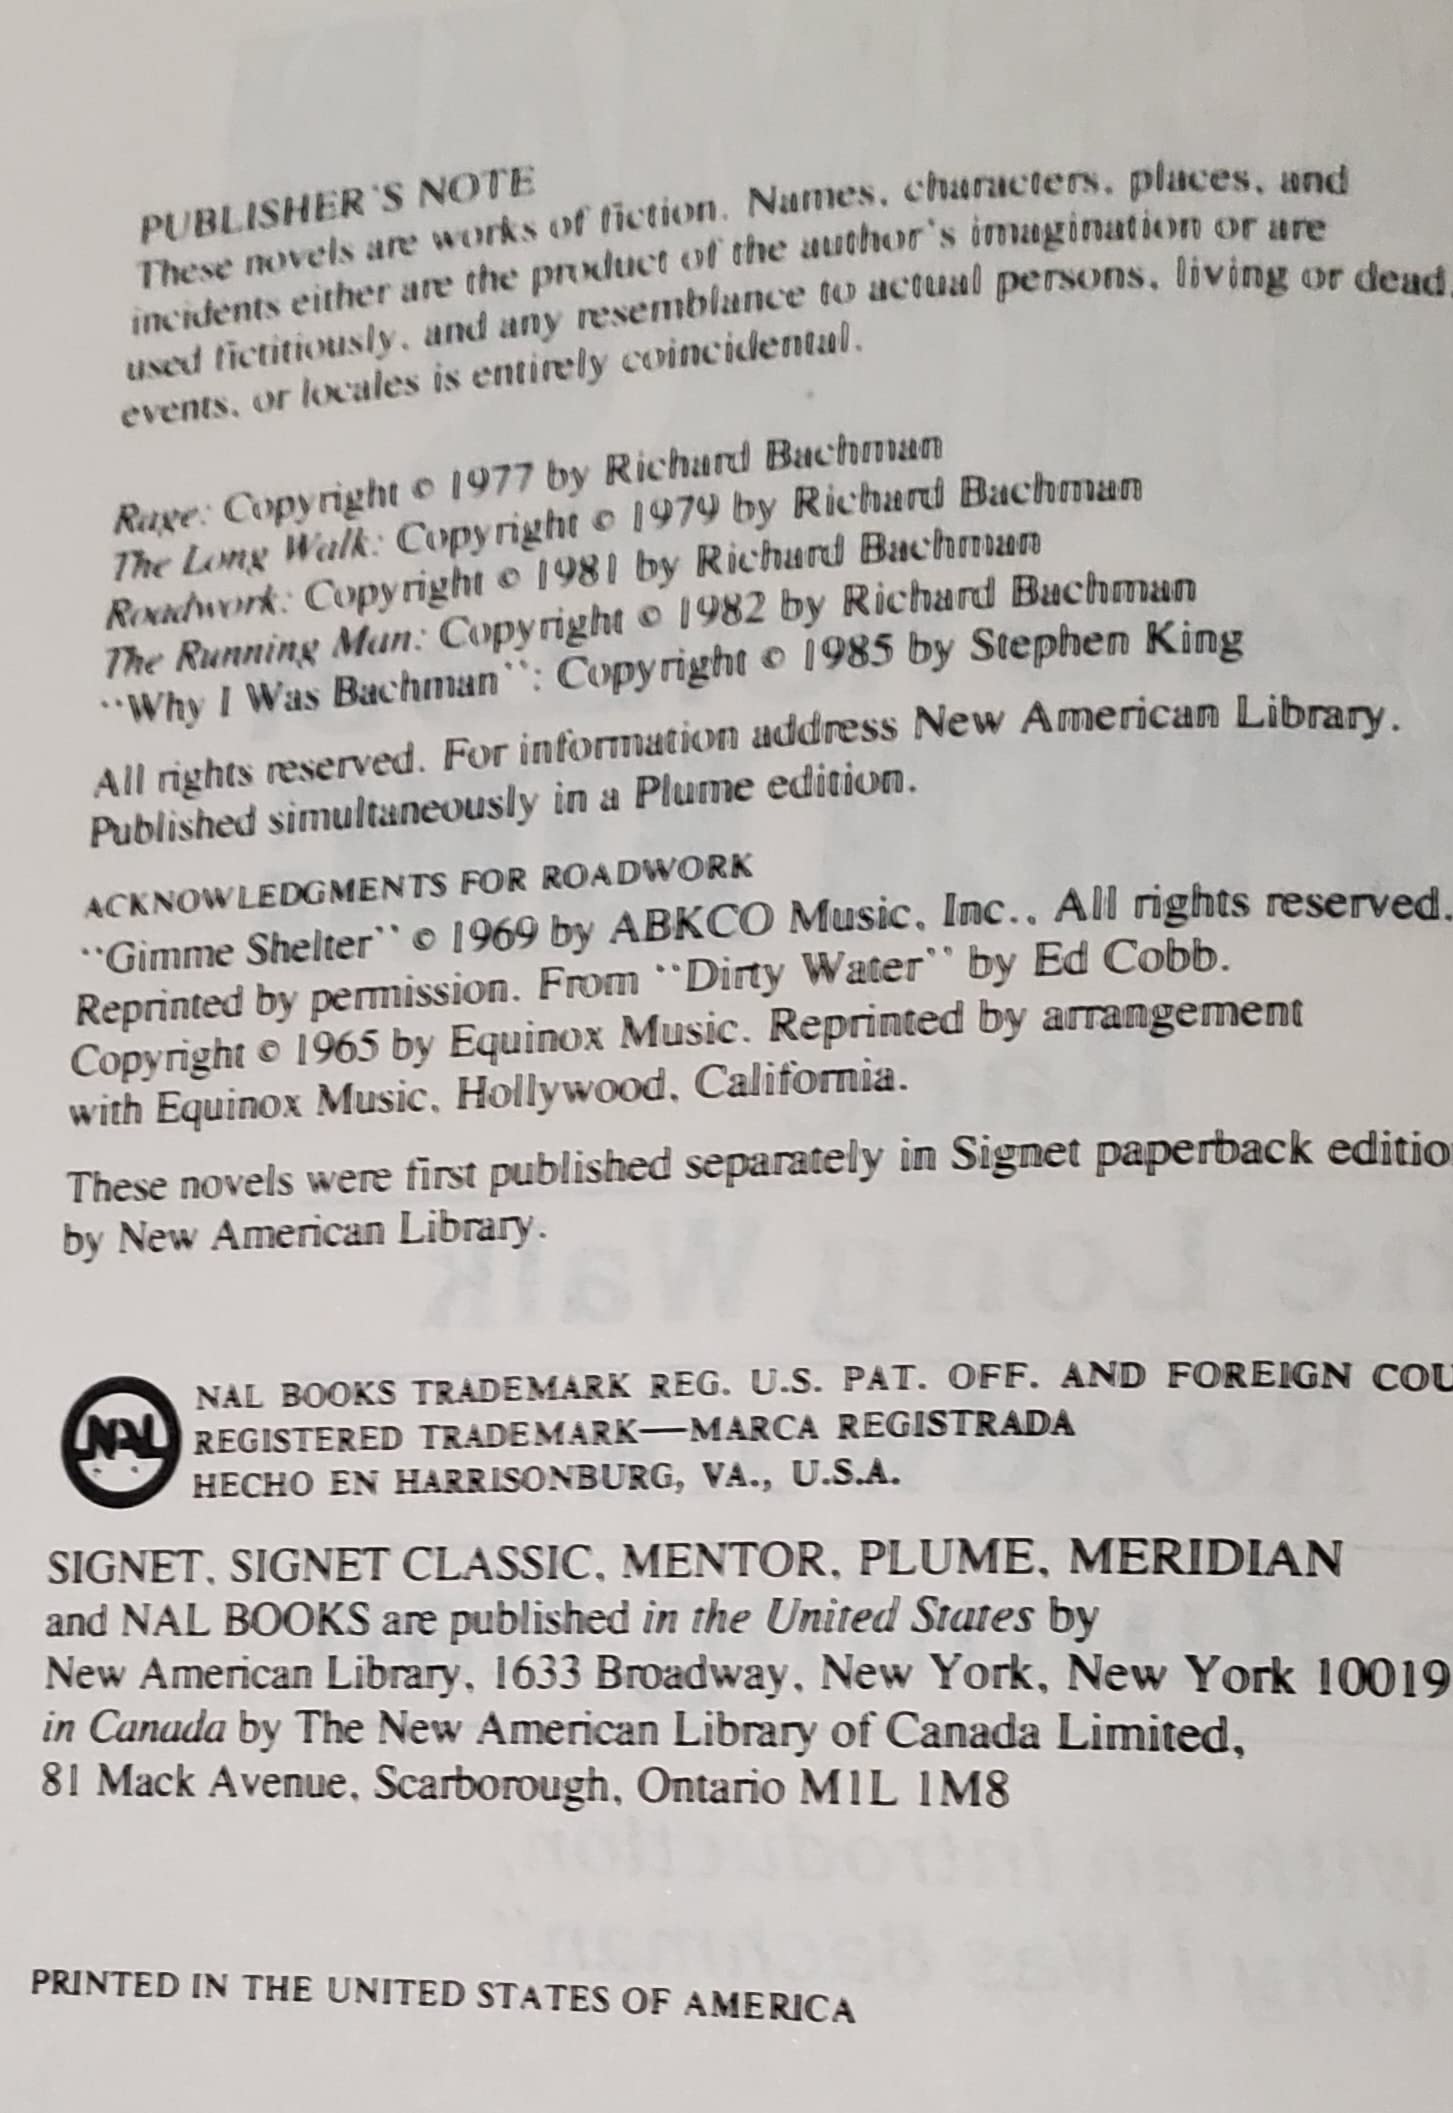 PUBLISHER'S NOTE
These novels are works of fiction. Names, characters, places, and
incidents either are the product of the author's imagination or are
used fictitiously, and any resemblance to actual persons, living or dead,
events, or locales is entirely coincidental.
Rage: Copyright © 1977 by Richard Bachman
The Long Walk: Copyright © 1979 by Richard Bachman
Roadwork: Copyright © 1981 by Richard Bachman
The Running Man: Copyright © 1982 by Richard Bachman
"Why I Was Bachman": Copyright © 1985 by Stephen King
All rights reserved. For information address New American Library.
Published simultaneously in a Plume edition.
ACKNOWLEDGMENTS FOR ROADWORK
"Gimme Shelter" © 1969 by ABKCO Music, Inc., All rights reserved.
Reprinted by permission. From "Dirty Water" by Ed Cobb.
Copyright © 1965 by Equinox Music. Reprinted by arrangement
with Equinox Music, Hollywood, California.
These novels were first published separately in Signet paperback editio
by New American Library.
NAL
NAL BOOKS TRADEMARK REG. U.S. PAT. OFF. AND FOREIGN COU
REGISTERED TRADEMARK—MARCA REGISTRADA
HECHO EN HARRISONBURG, VA., U.S.A.
SIGNET, SIGNET CLASSIC, MENTOR, PLUME, MERIDIAN
and NAL BOOKS are published in the United States by
New American Library, 1633 Broadway, New York, New York 10019
in Canada by The New American Library of Canada Limited,
81 Mack Avenue, Scarborough, Ontario M1L 1M8
PRINTED IN THE UNITED STATES OF AMERICA